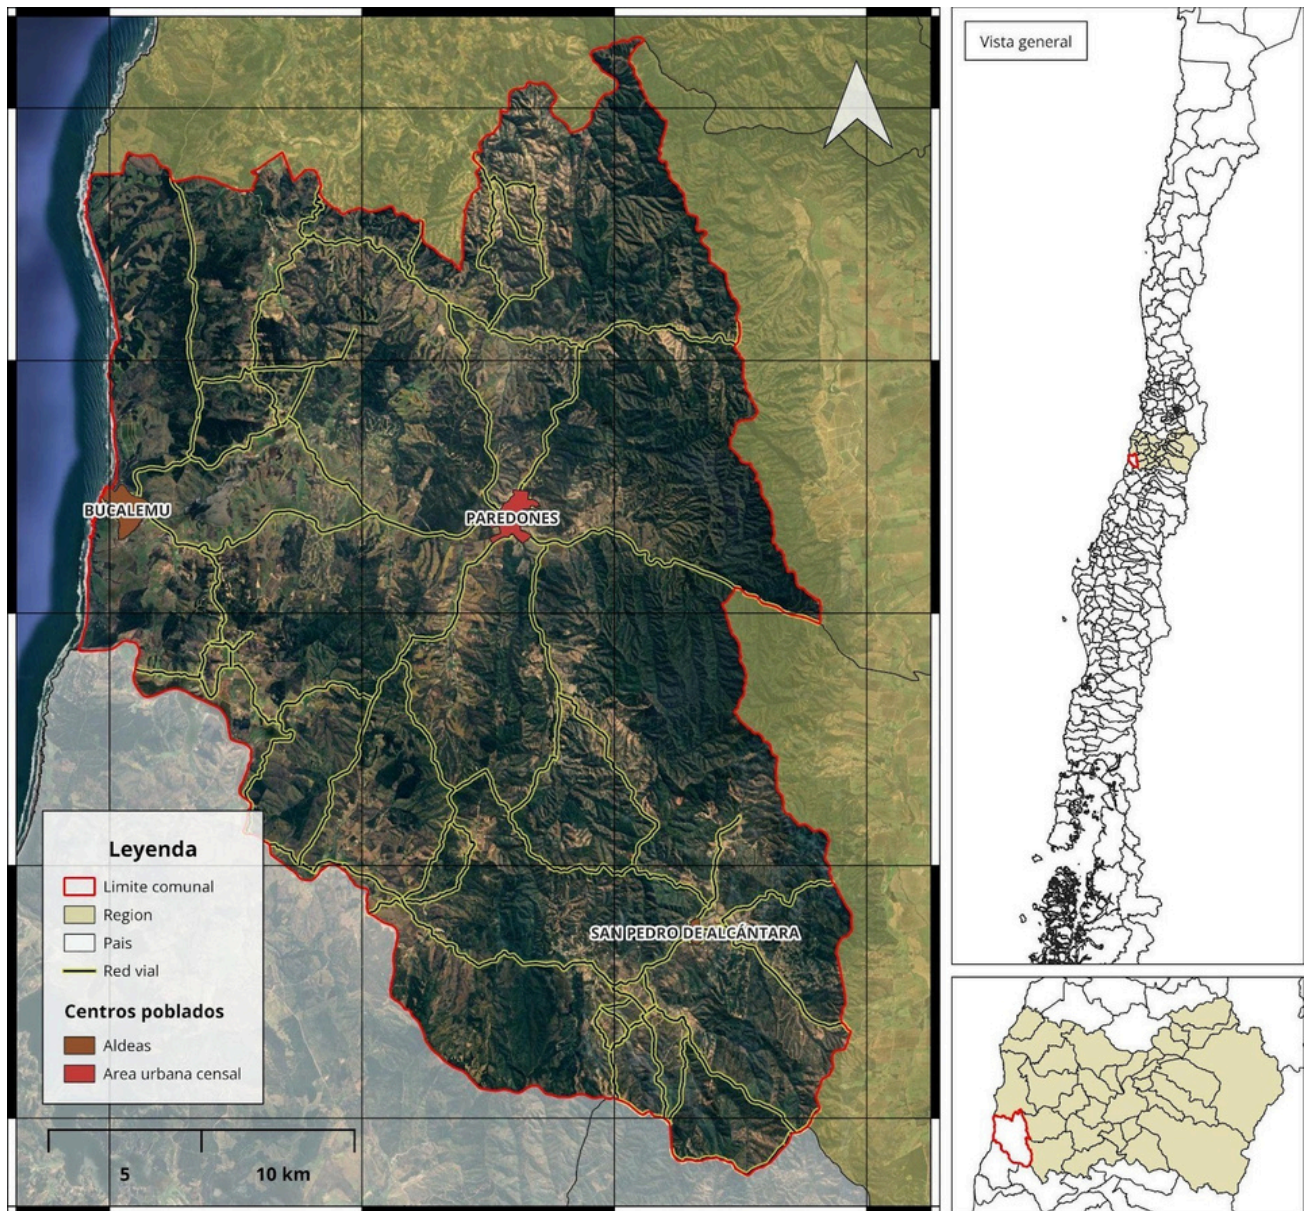 Vista general
BUCALEMU
PAREDONES
SAN PEDRO DE ALCÁNTARA
Leyenda
Limite comunal
Region
Pais
Red vial
Centros poblados
Aldeas
Area urbana censal
5
10 km